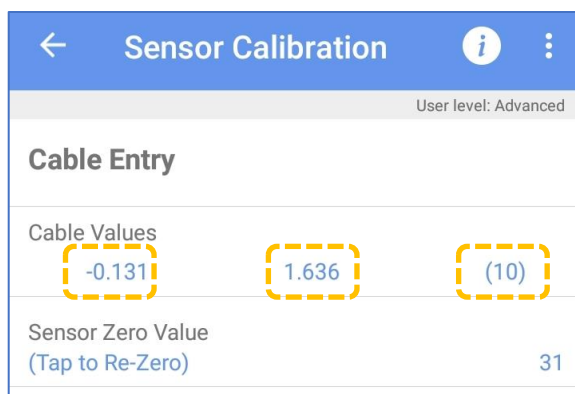 Sensor Calibration
User level: Advanced
Cable Entry
Cable Values
-0.131 1.636 (10)
Sensor Zero Value
(Tap to Re-Zero) 31